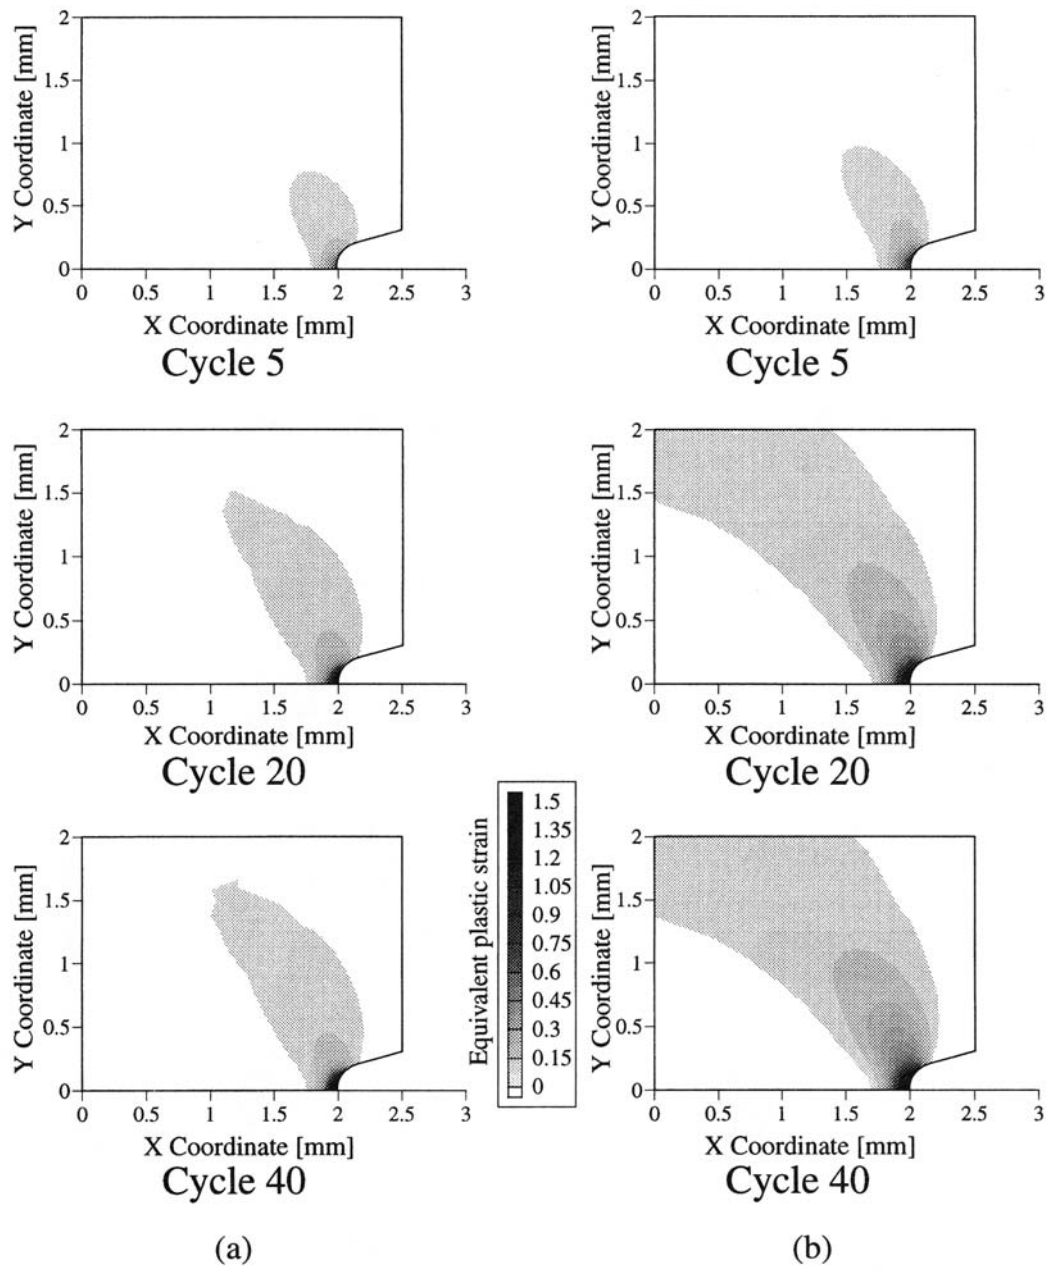 2
1.5
1
0.5
0
Y Coordinate [mm]
0 0.5 1 1.5 2 2.5 3
X Coordinate [mm]
Cycle 5
2
1.5
1
0.5
0
Y Coordinate [mm]
0 0.5 1 1.5 2 2.5 3
X Coordinate [mm]
Cycle 5
2
1.5
1
0.5
0
Y Coordinate [mm]
0 0.5 1 1.5 2 2.5 3
X Coordinate [mm]
Cycle 20
2
1.5
1
0.5
0
Y Coordinate [mm]
0 0.5 1 1.5 2 2.5 3
X Coordinate [mm]
Cycle 20
Equivalent plastic strain
1.5
1.35
1.2
1.05
0.9
0.75
0.6
0.45
0.3
0.15
0
2
1.5
1
0.5
0
Y Coordinate [mm]
0 0.5 1 1.5 2 2.5 3
X Coordinate [mm]
Cycle 40
2
1.5
1
0.5
0
Y Coordinate [mm]
0 0.5 1 1.5 2 2.5 3
X Coordinate [mm]
Cycle 40
(a)
(b)